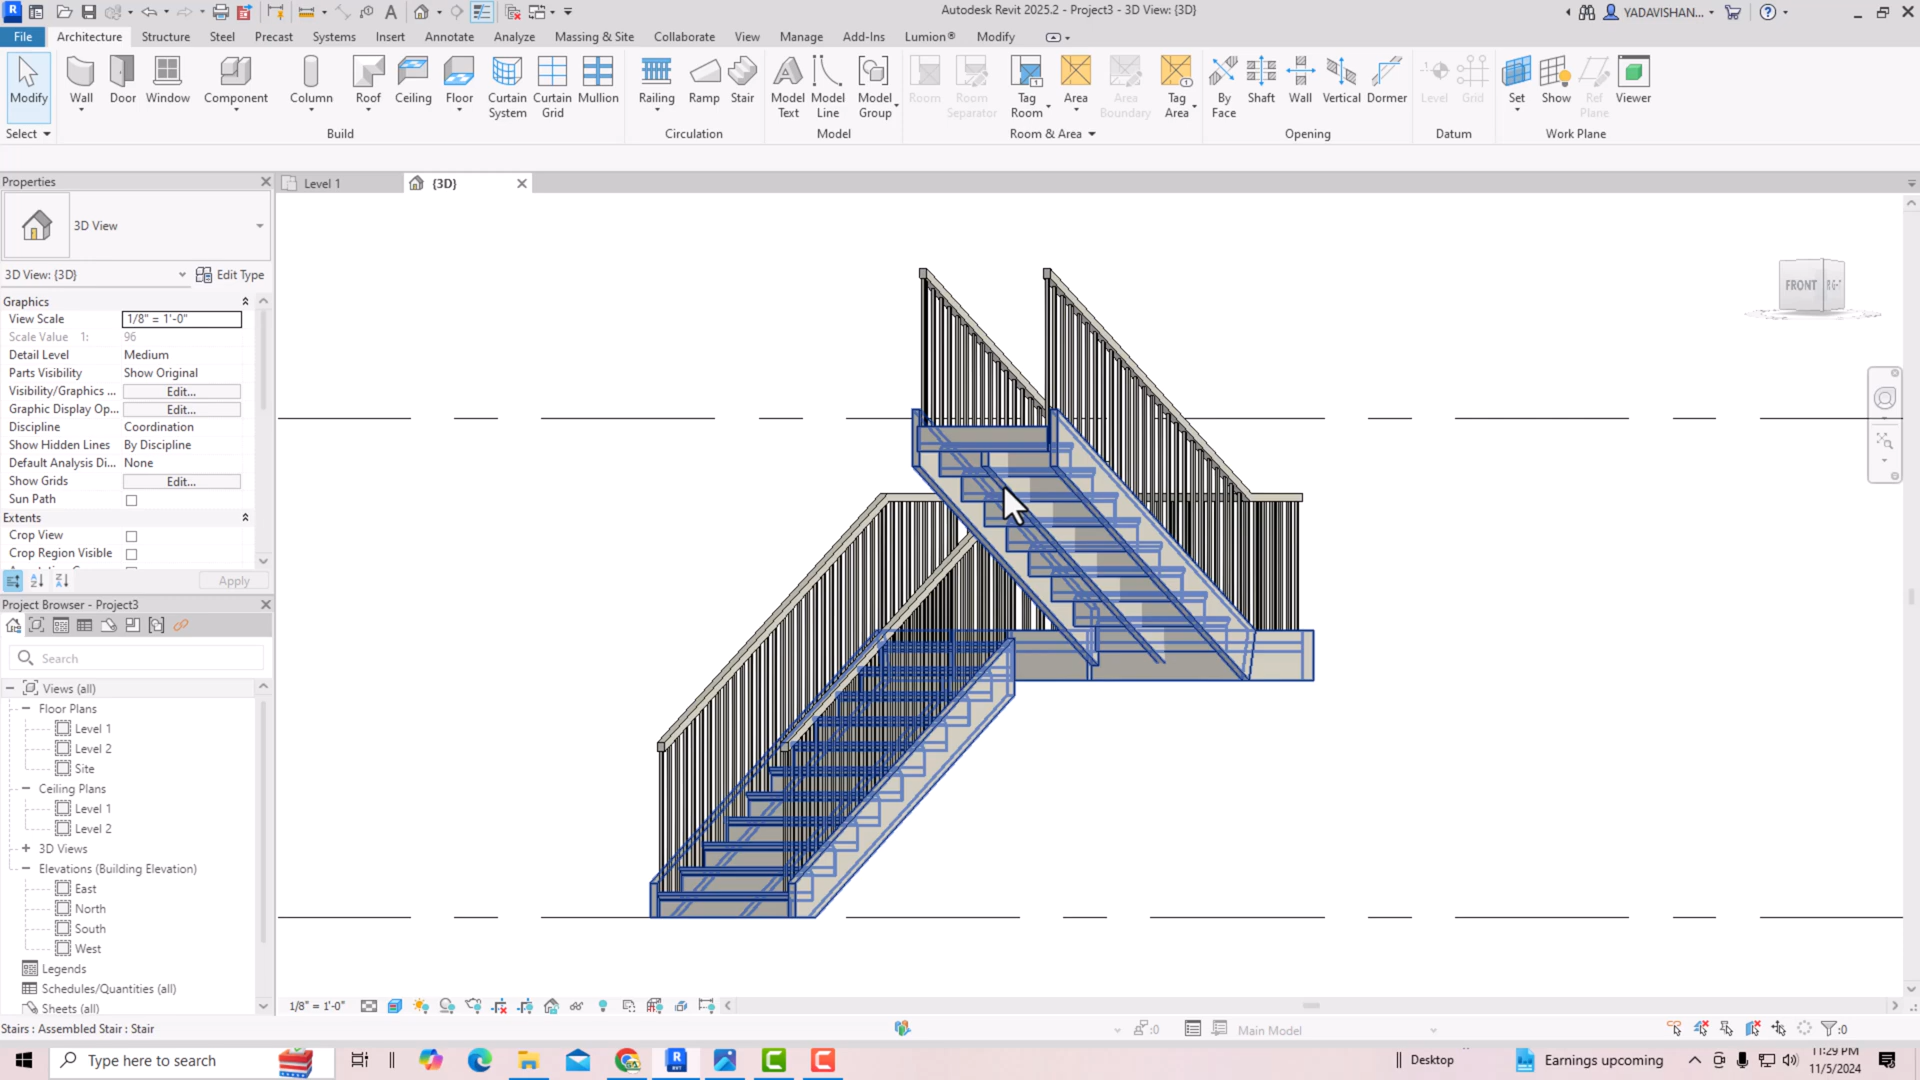 Autodesk Revit 2025.2 - Project3 - 3D View: {3D}
YADAVISHAN...
File Architecture Structure Steel Precast Systems Insert Annotate Analyze Massing & Site Collaborate View Manage Add-Ins Lumion® Modify
Modify Wall Door Window Component Column Roof Ceiling Floor Curtain System Curtain Grid Mullion Railing Ramp Stair Model Text Model Line Model Group Room Room Separator Tag Room Area Area Boundary Tag Area By Face Shaft Wall Vertical Dormer Level Grid Set Show Ref Plane Viewer
Select Build Circulation Model Room & Area Opening Datum Work Plane
Properties
Level 1
{3D}
3D View
3D View: {3D} Edit Type
Graphics
View Scale 1/8" = 1'-0"
Scale Value 1: 96
Detail Level Medium
Parts Visibility Show Original
Visibility/Graphics ... Edit...
Graphic Display Op... Edit...
Discipline Coordination
Show Hidden Lines By Discipline
Default Analysis Di... None
Show Grids Edit...
Sun Path
Extents
Crop View
Crop Region Visible
Apply
Project Browser - Project3
Search
Views (all)
Floor Plans
Level 1
Level 2
Site
Ceiling Plans
Level 1
Level 2
3D Views
Elevations (Building Elevation)
East
North
South
West
Legends
Schedules/Quantities (all)
Sheets (all)
FRONT
1/8" = 1'-0"
Stairs : Assembled Stair : Stair
:0
Main Model
:0
Type here to search
Desktop
Earnings upcoming
11:29 PM
11/5/2024